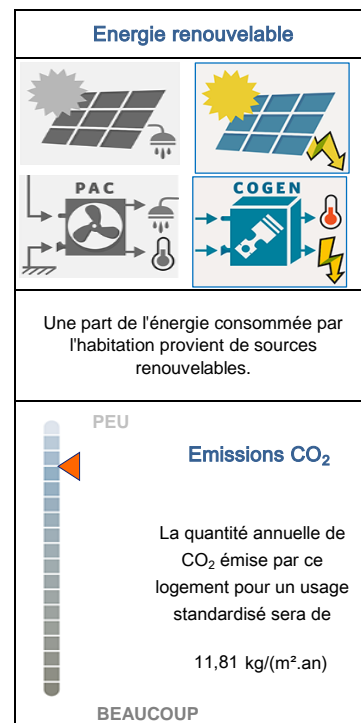 Energie renouvelable
PAC
COGEN
Une part de l'énergie consommée par
l'habitation provient de sources
renouvelables.
PEU
Emissions CO₂
La quantité annuelle de
CO₂ émise par ce
logement pour un usage
standardisé sera de
11,81 kg/(m².an)
BEAUCOUP